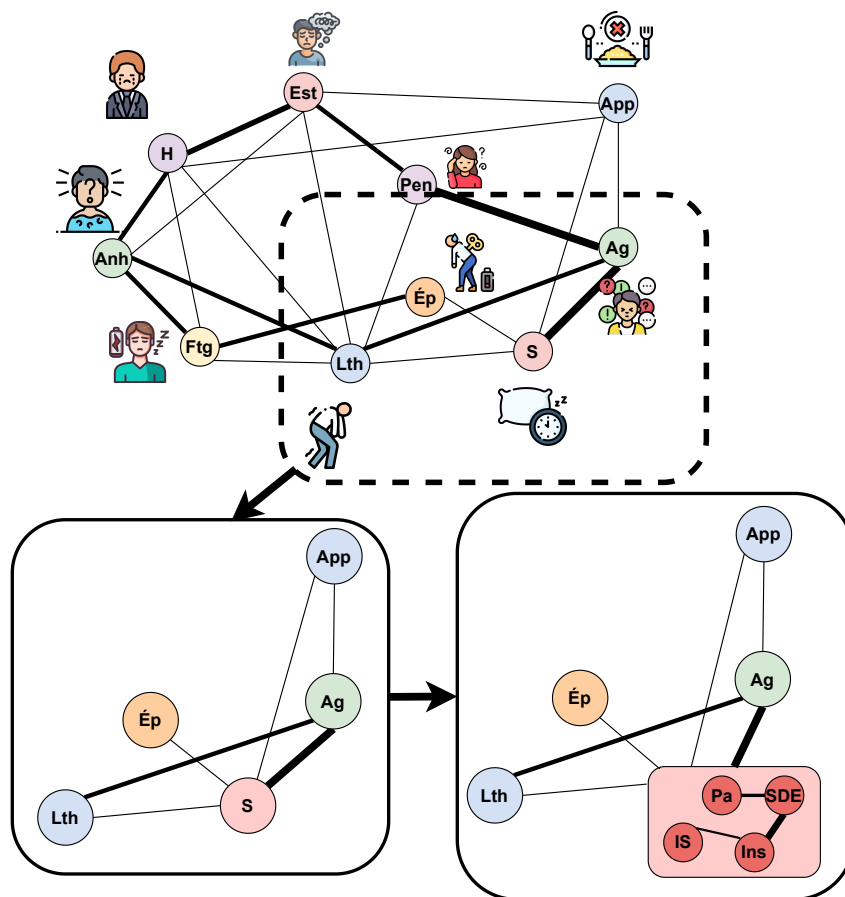 Est
App
H
Pen
Anh
Ag
Ép
Ftg
Lth
S
App
Ag
Ép
Lth
S
App
Ag
Ép
Lth
Pa
SDE
IS
Ins